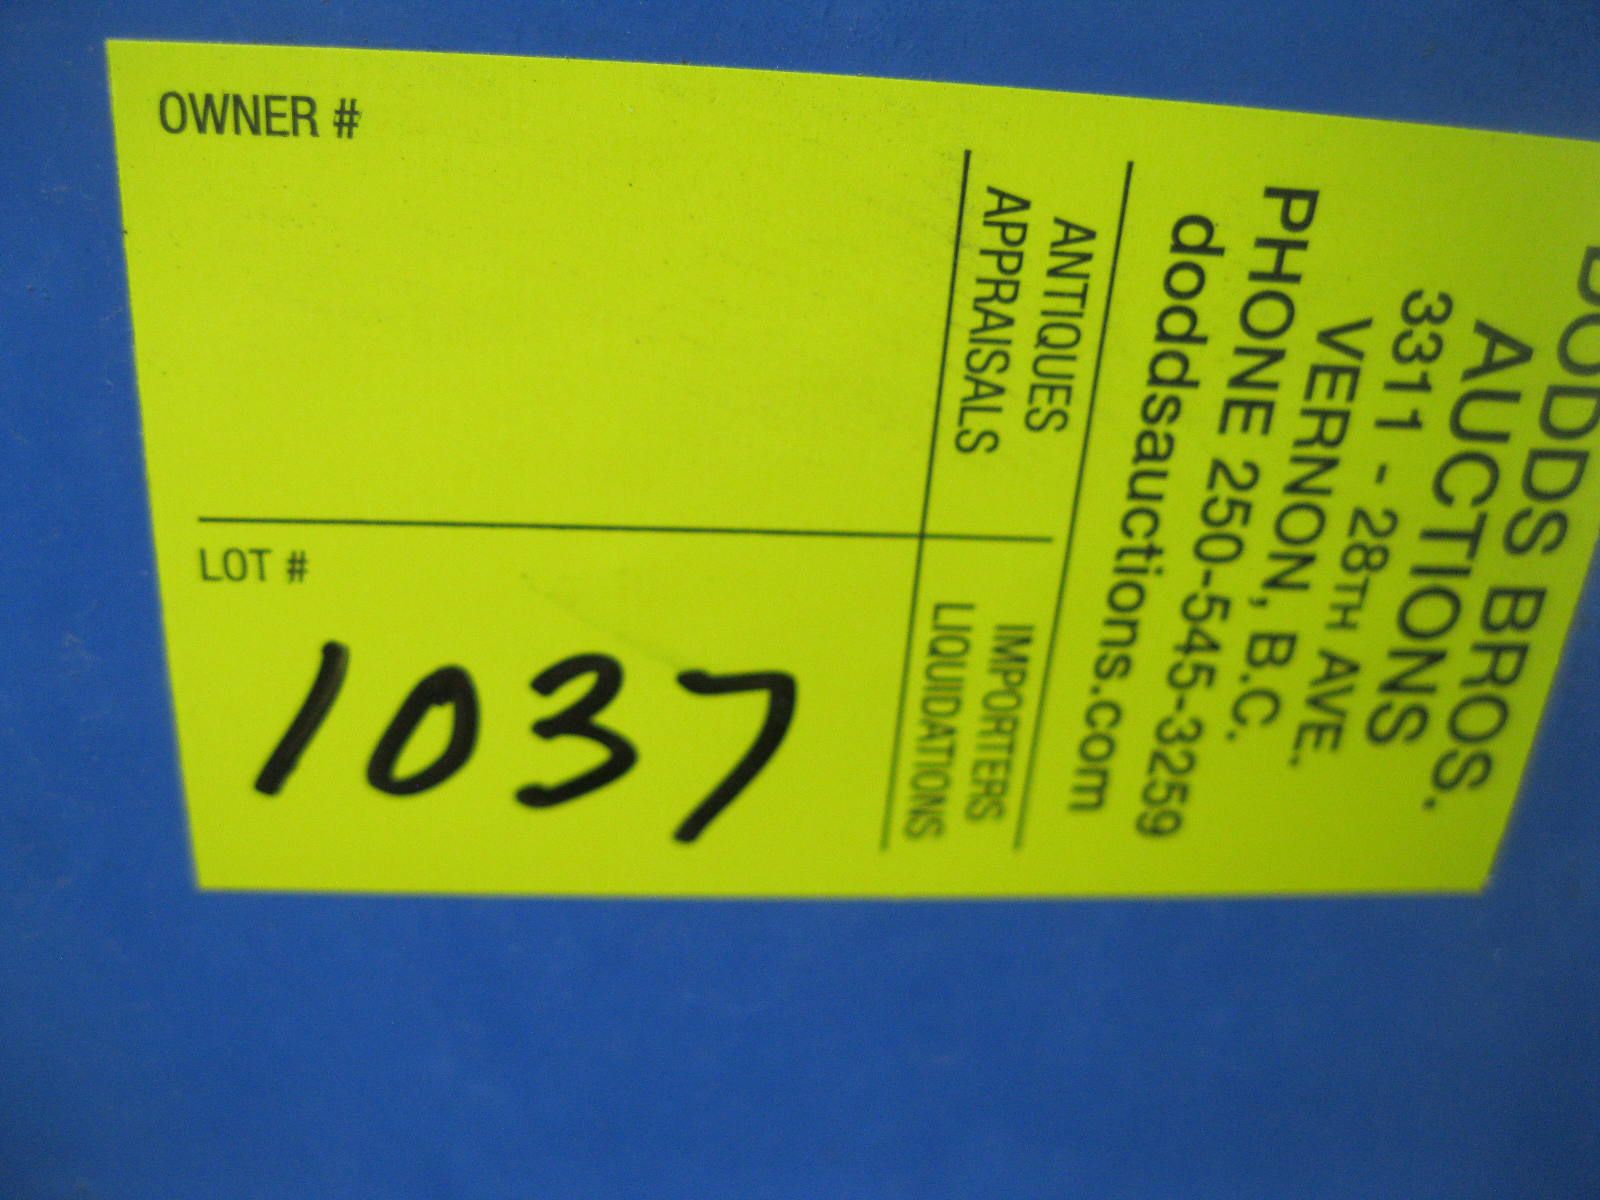 OWNER #
LOT #
1037
DODDS BROS.
AUCTIONS
3311 - 28TH AVE.
VERNON, B.C.
PHONE 250-545-3259
doddsauctions.com
ANTIQUES
APPRAISALS
IMPORTERS
LIQUIDATIONS